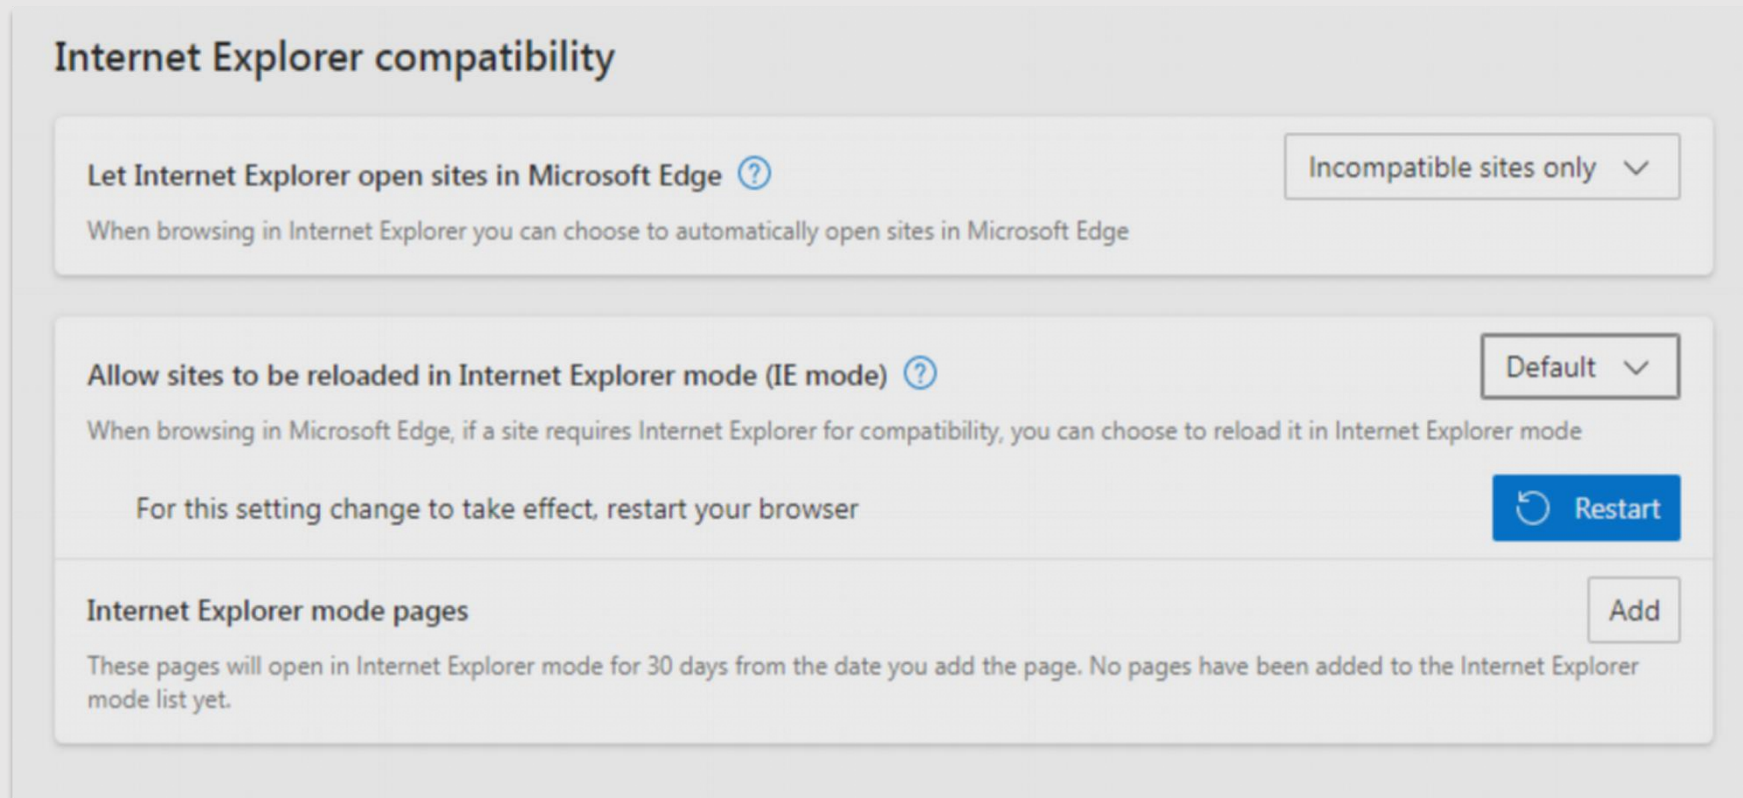 Internet Explorer compatibility
Let Internet Explorer open sites in Microsoft Edge
Incompatible sites only
When browsing in Internet Explorer you can choose to automatically open sites in Microsoft Edge
Allow sites to be reloaded in Internet Explorer mode (IE mode)
Default
When browsing in Microsoft Edge, if a site requires Internet Explorer for compatibility, you can choose to reload it in Internet Explorer mode
For this setting change to take effect, restart your browser
Restart
Internet Explorer mode pages
Add
These pages will open in Internet Explorer mode for 30 days from the date you add the page. No pages have been added to the Internet Explorer
mode list yet.